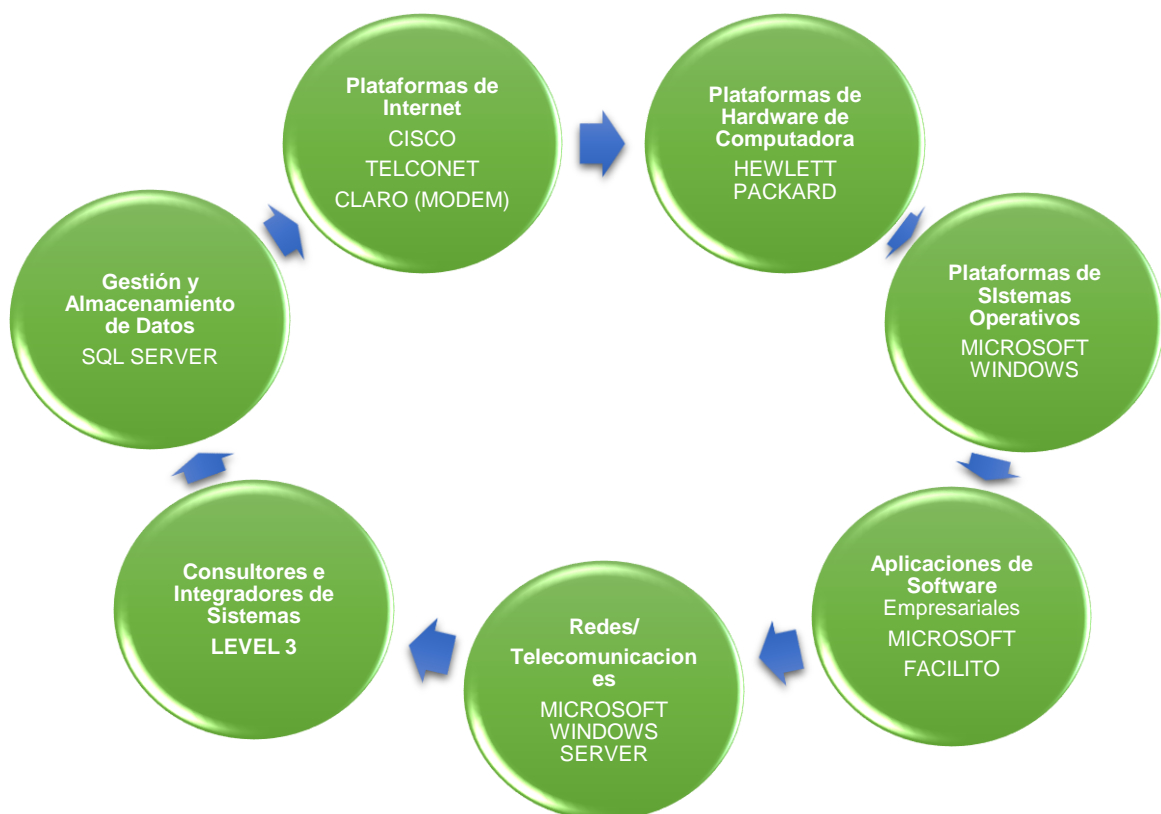 Plataformas de
Internet
CISCO
TELCONET
CLARO (MODEM)
Plataformas de
Hardware de
Computadora
HEWLETT
PACKARD
Plataformas de
SIstemas
Operativos
MICROSOFT
WINDOWS
Aplicaciones de
Software
Empresariales
MICROSOFT
FACILITO
Redes/
Telecomunicacion
es
MICROSOFT
WINDOWS
SERVER
Consultores e
Integradores de
Sistemas
LEVEL 3
Gestión y
Almacenamiento
de Datos
SQL SERVER